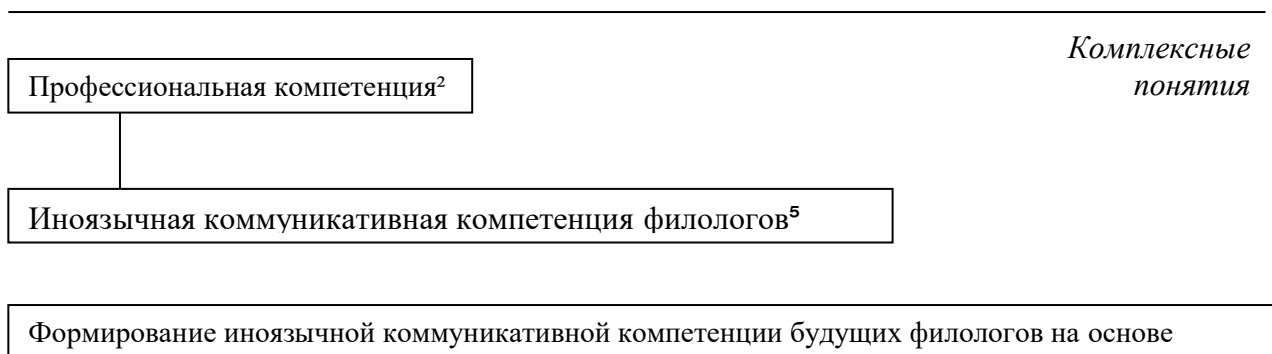 Комплексные
понятия
Профессиональная компетенция²
Иноязычная коммуникативная компетенция филологов⁵
Формирование иноязычной коммуникативной компетенции будущих филологов на основе